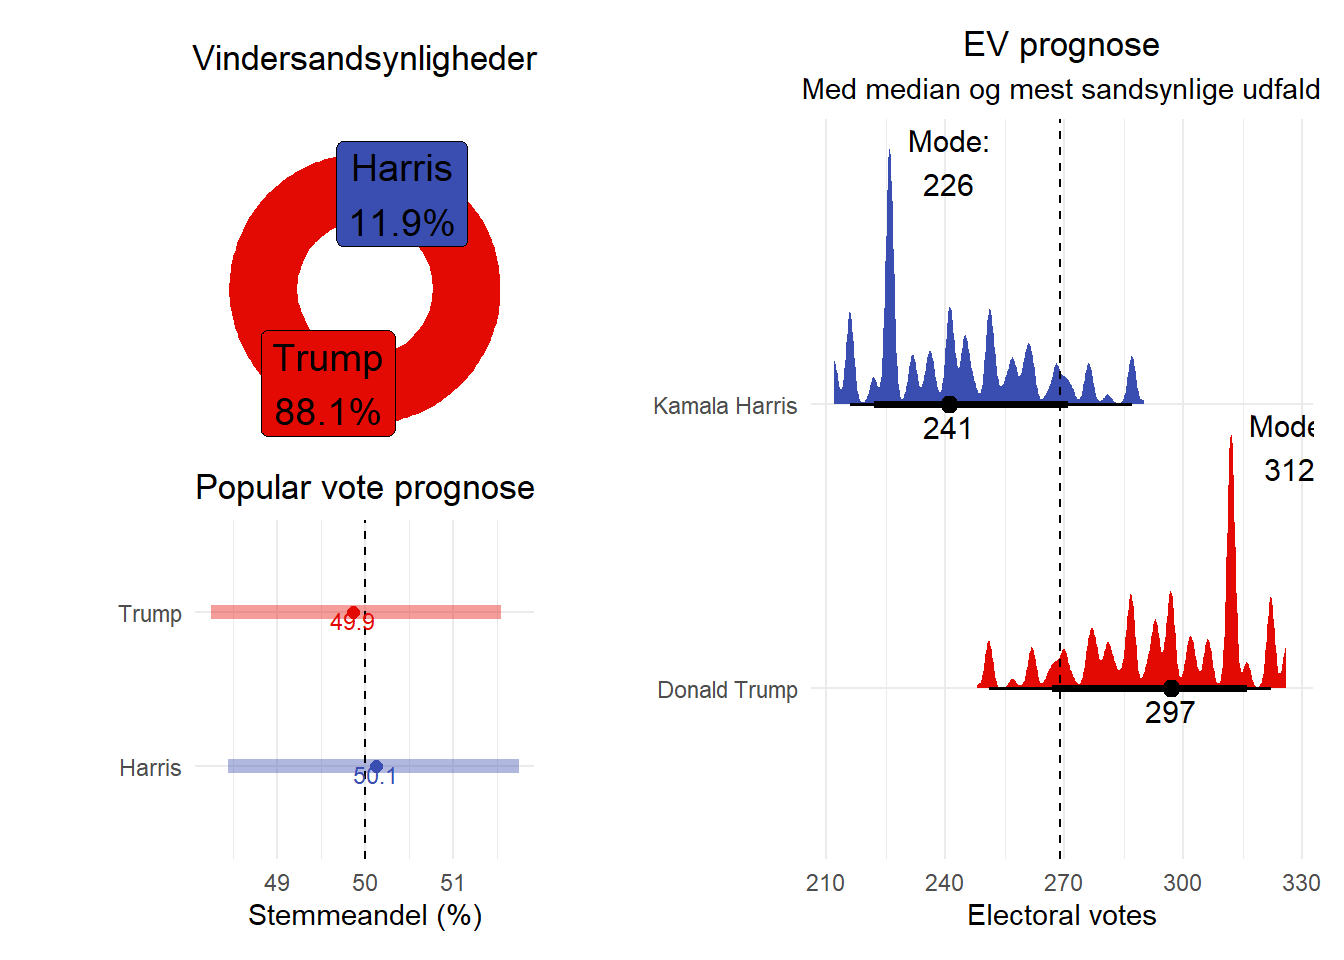 Vindersandsynligheder
Harris
11.9%
Trump
88.1%
Popular vote prognose
Trump
49.9
Harris
50.1
49 50 51
Stemmeandel (%)
EV prognose
Med median og mest sandsynlige udfald
Mode:
226
Kamala Harris
241
Mode
312
Donald Trump
297
210 240 270 300 330
Electoral votes